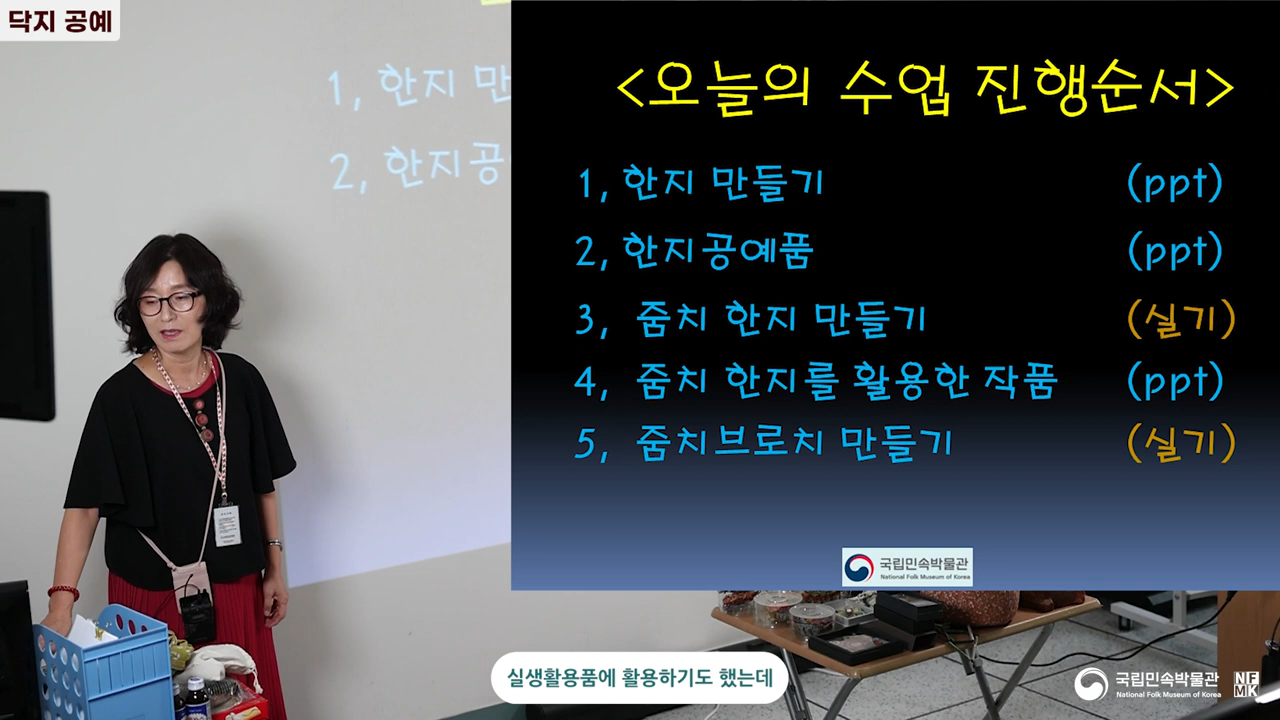 닥지 공예
1, 한지 만
2, 한지공
<오늘의 수업 진행순서>
1, 한지 만들기 (ppt)
2, 한지공예품 (ppt)
3, 줌치 한지 만들기 (실기)
4, 줌치 한지를 활용한 작품 (ppt)
5, 줌치브로치 만들기 (실기)
국립민속박물관
National Folk Museum of Korea
실생활용품에 활용하기도 했는데
국립민속박물관
National Folk Museum of Korea
NF
MK